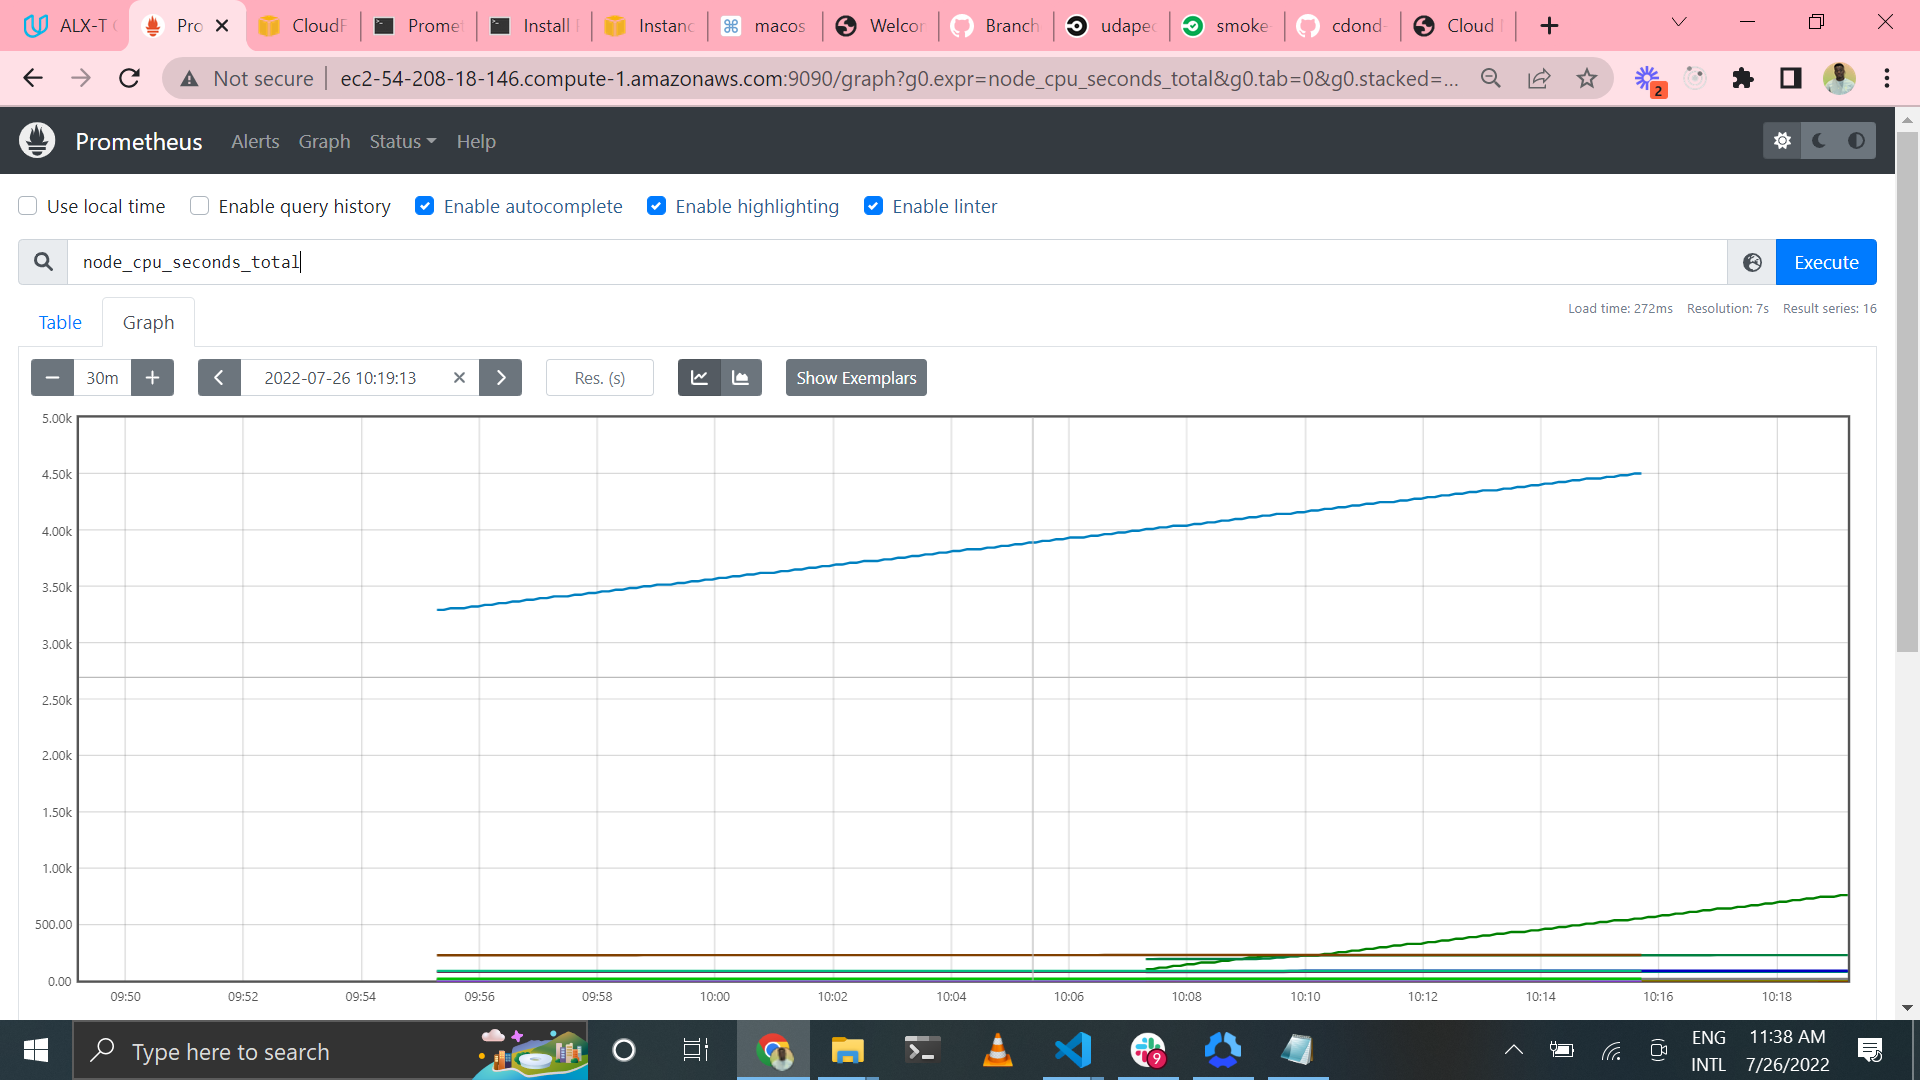 ALX-T
Pro
CloudF
Promet
Install
Instanc
macos
Welcor
Branch
udapec
smoke
cdond-
Cloud
Not secure
ec2-54-208-18-146.compute-1.amazonaws.com:9090/graph?g0.expr=node_cpu_seconds_total&g0.tab=0&g0.stacked=...
2
Prometheus
Alerts
Graph
Status
Help
Use local time
Enable query history
Enable autocomplete
Enable highlighting
Enable linter
node_cpu_seconds_total
Execute
Table
Graph
Load time: 272ms
Resolution: 7s
Result series: 16
30m
2022-07-26 10:19:13
Res. (s)
Show Exemplars
5.00k
4.50k
4.00k
3.50k
3.00k
2.50k
2.00k
1.50k
1.00k
500.00
0.00
09:50
09:52
09:54
09:56
09:58
10:00
10:02
10:04
10:06
10:08
10:10
10:12
10:14
10:16
10:18
Type here to search
9
ENG
INTL
11:38 AM
7/26/2022